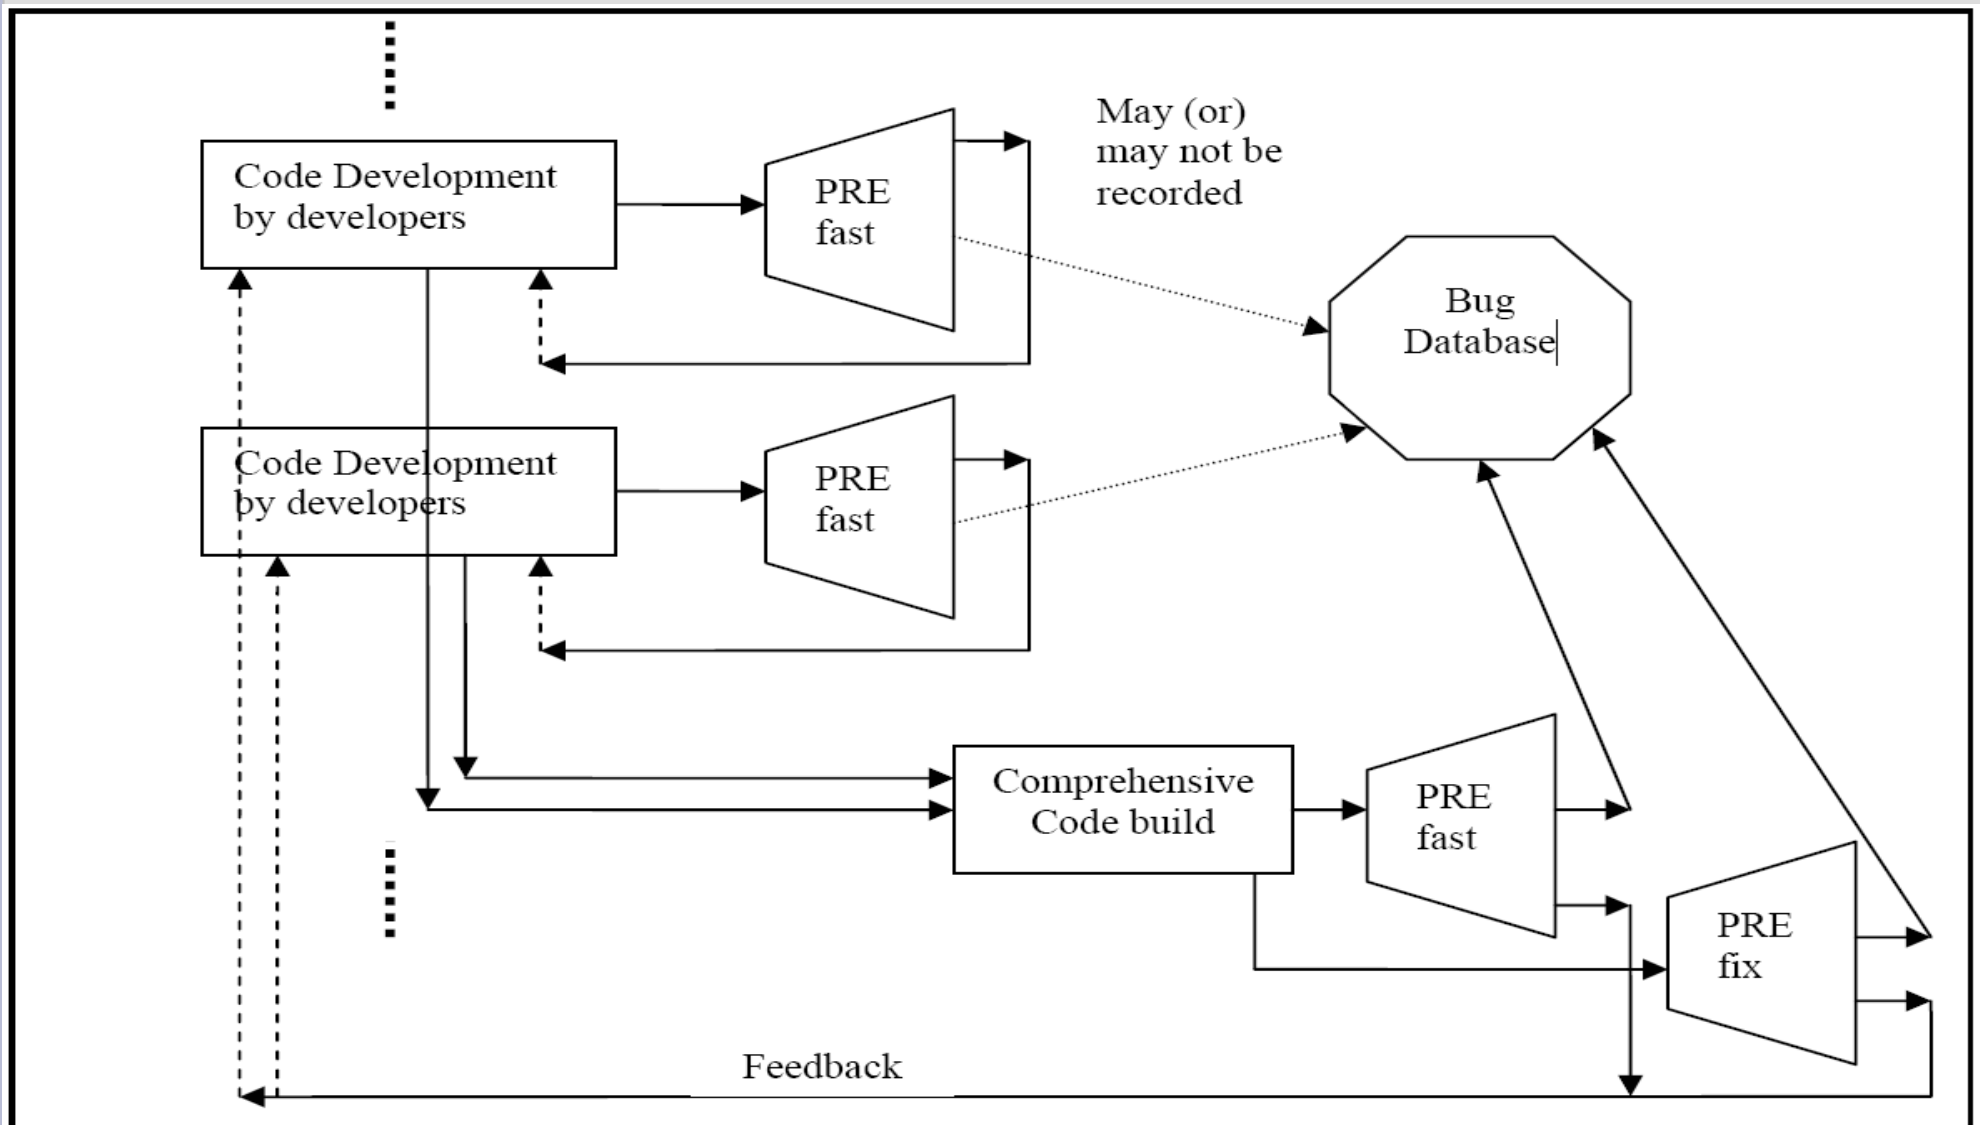 May (or)
may not be
recorded
Code Development
by developers
PRE
fast
Bug
Database
Code Development
by developers
PRE
fast
Comprehensive
Code build
PRE
fast
PRE
fix
Feedback